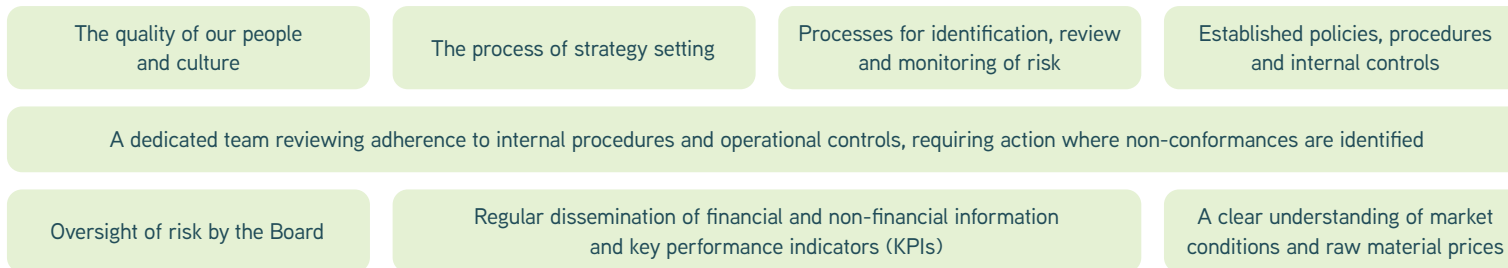 The quality of our people
and culture
The process of strategy setting
Processes for identification, review
and monitoring of risk
Established policies, procedures
and internal controls
A dedicated team reviewing adherence to internal procedures and operational controls, requiring action where non-conformances are identified
Oversight of risk by the Board
Regular dissemination of financial and non-financial information
and key performance indicators (KPIs)
A clear understanding of market
conditions and raw material prices